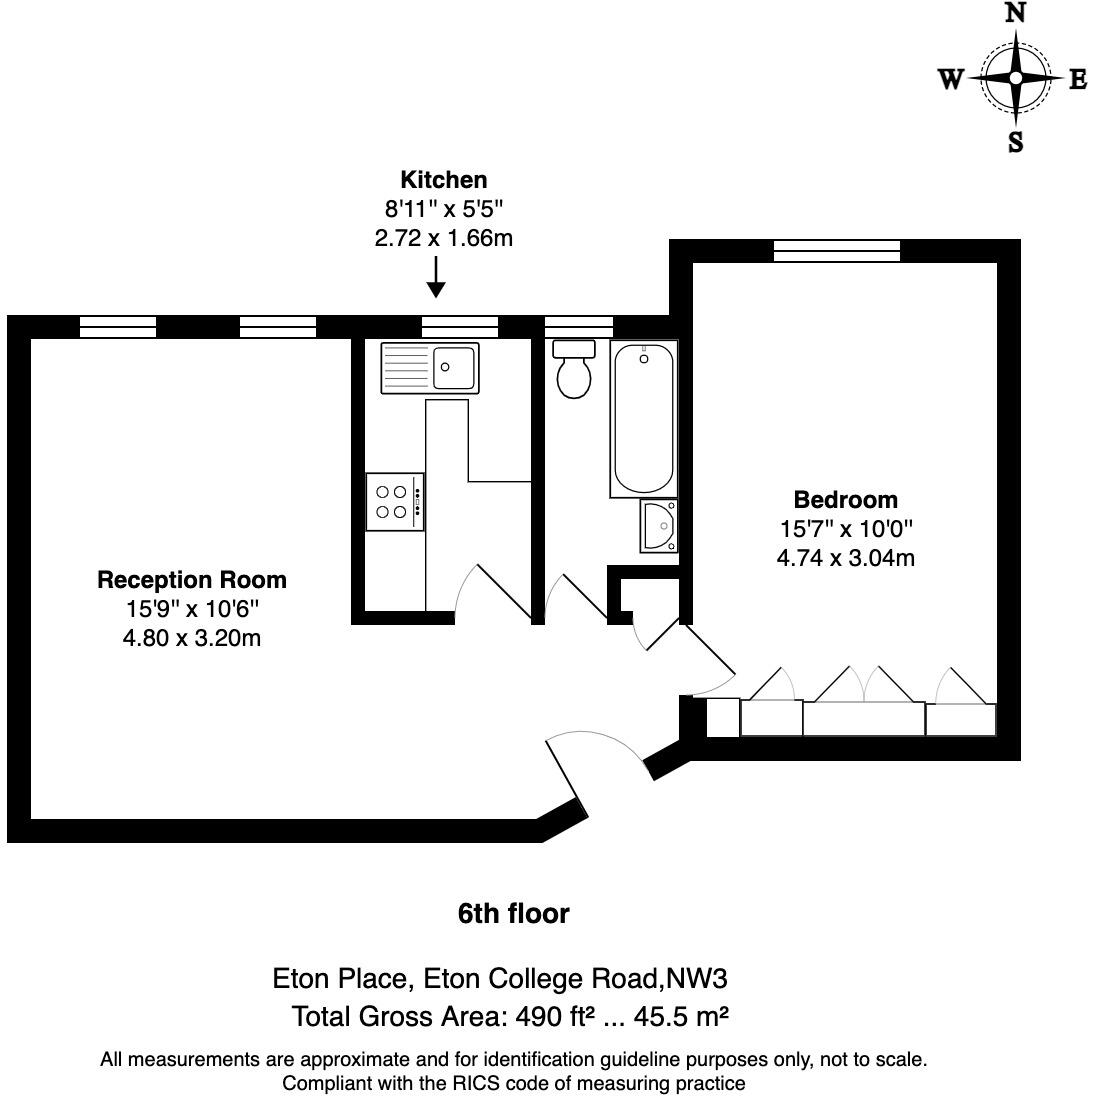 N
W E
S
Kitchen
8'11" x 5'5"
2.72 x 1.66m
Bedroom
15'7" x 10'0"
4.74 x 3.04m
Reception Room
15'9" x 10'6"
4.80 x 3.20m
6th floor
Eton Place, Eton College Road,NW3
Total Gross Area: 490 ft² ... 45.5 m²
All measurements are approximate and for identification guideline purposes only, not to scale.
Compliant with the RICS code of measuring practice